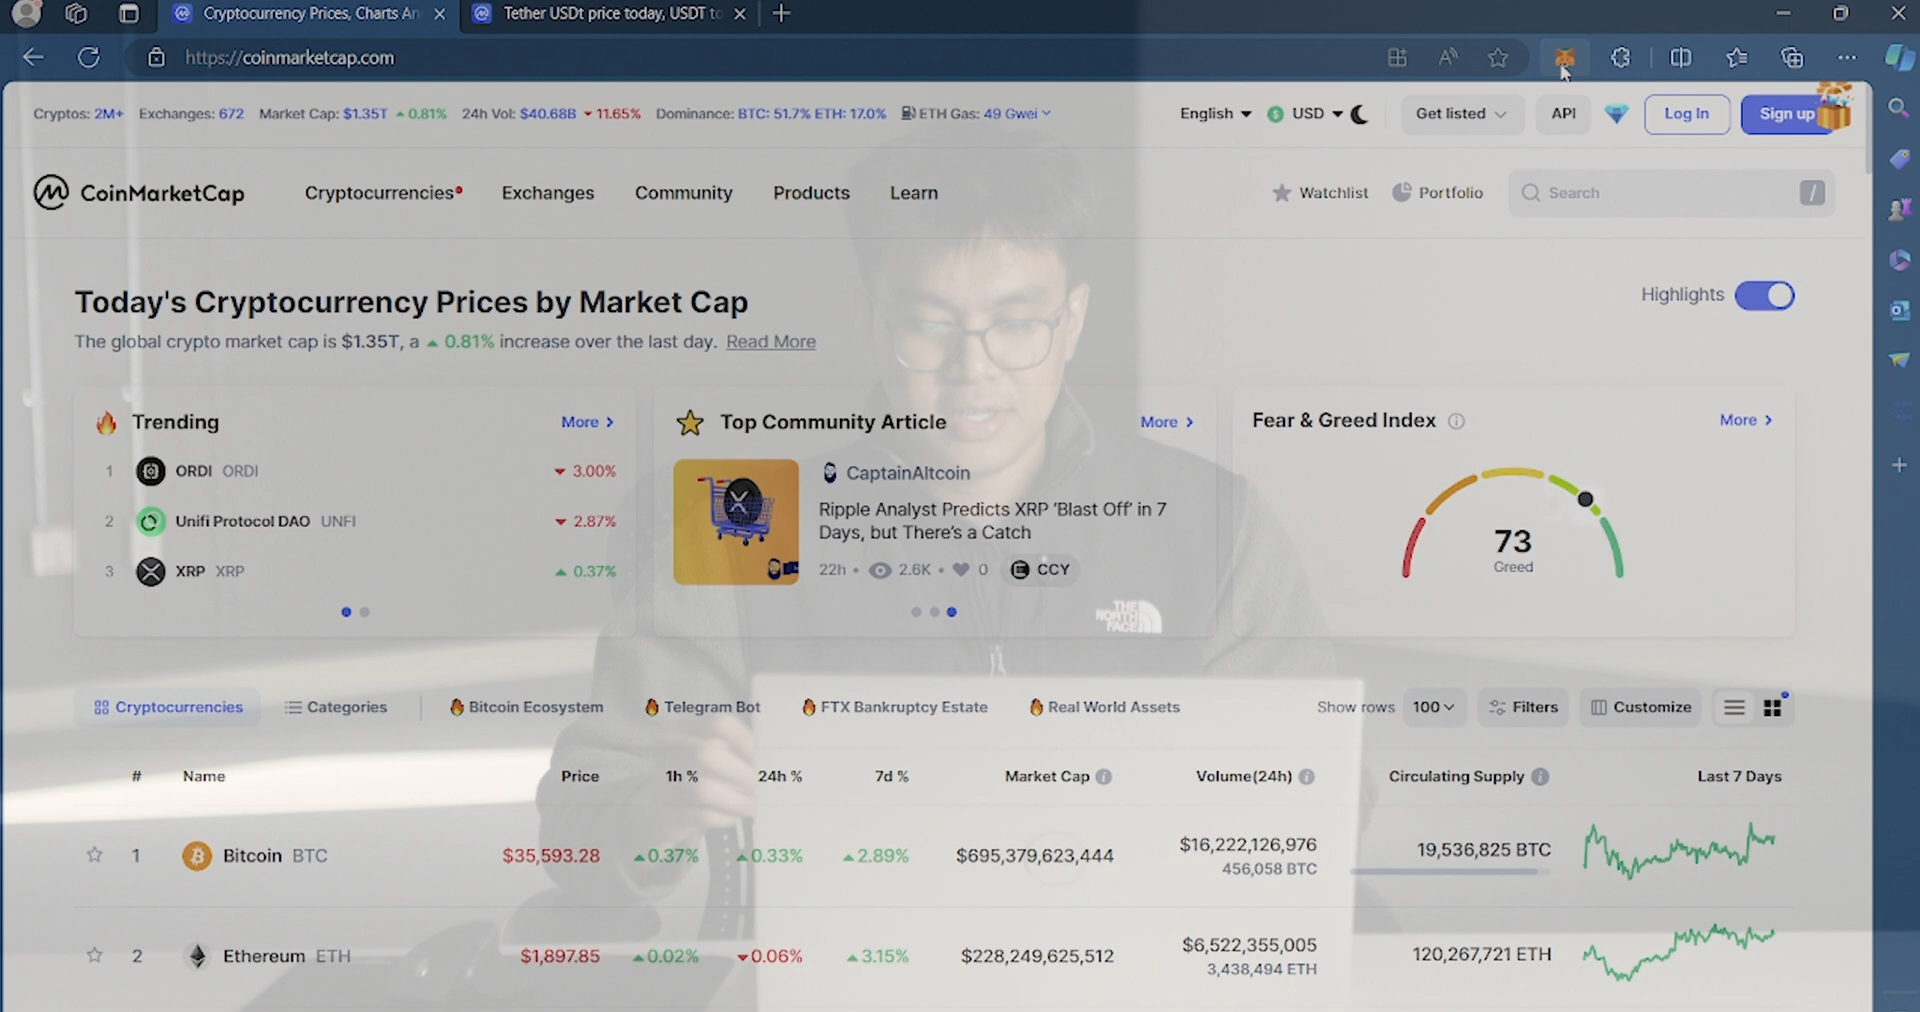 Cryptocurrency Prices, Charts An
Tether USDt price today, USDT to
https://coinmarketcap.com
Cryptos: 2M+ Exchanges: 672 Market Cap: $1.35T 0.81% 24h Vol: $40.68B 11.65% Dominance: BTC: 51.7% ETH: 17.0% ETH Gas: 49 Gwei
English USD Get listed API Log In Sign up
CoinMarketCap Cryptocurrencies Exchanges Community Products Learn Watchlist Portfolio Search /
Today's Cryptocurrency Prices by Market Cap
Highlights
The global crypto market cap is $1.35T, a 0.81% increase over the last day. Read More
Trending More >
1 ORDI ORDI 3.00%
2 Unifi Protocol DAO UNFI 2.87%
3 XRP XRP 0.37%
Top Community Article More >
CaptainAltcoin
Ripple Analyst Predicts XRP ‘Blast Off’ in 7
Days, but There’s a Catch
22h • 2.6K • 0 CCY
Fear & Greed Index More >
73
Greed
THE
NORTH
FACE
Cryptocurrencies Categories Bitcoin Ecosystem Telegram Bot FTX Bankruptcy Estate Real World Assets Show rows 100 Filters Customize
# Name Price 1h % 24h % 7d % Market Cap Volume(24h) Circulating Supply Last 7 Days
1 Bitcoin BTC $35,593.28 0.37% 0.33% 2.89% $695,379,623,444 $16,222,126,976 19,536,825 BTC
456,058 BTC
2 Ethereum ETH $1,897.85 0.02% 0.06% 3.15% $228,249,625,512 $6,522,355,005 120,267,721 ETH
3,438,494 ETH